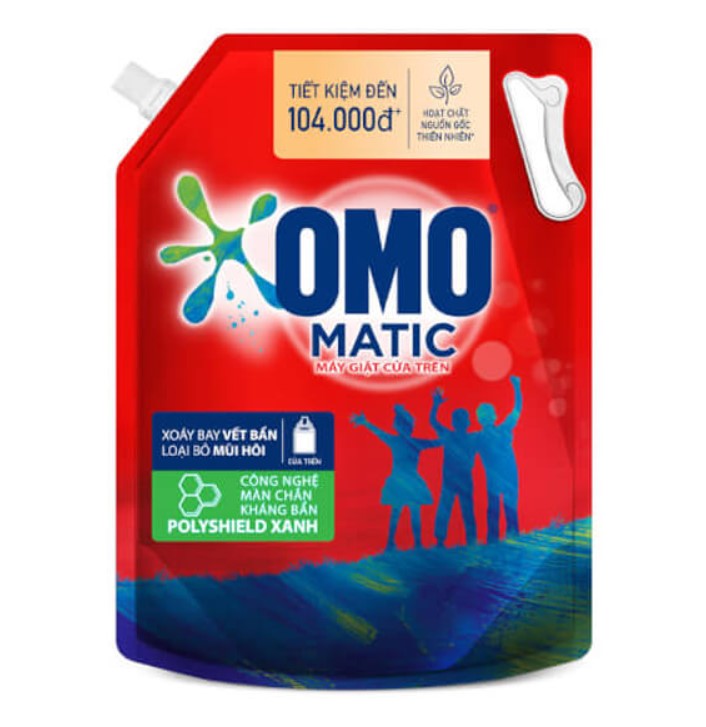 TIẾT KIỆM ĐẾN
104.000đ+
HOẠT CHẤT
NGUỒN GỐC
THIÊN NHIÊN*
OMO®
MATIC
MÁY GIẶT CỬA TRÊN
XOÁY BAY VẾT BẨN
LOẠI BỎ MÙI HÔI
CỬA TRÊN
CÔNG NGHỆ
MÀN CHẮN
KHÁNG BẨN
POLYSHIELD XANH